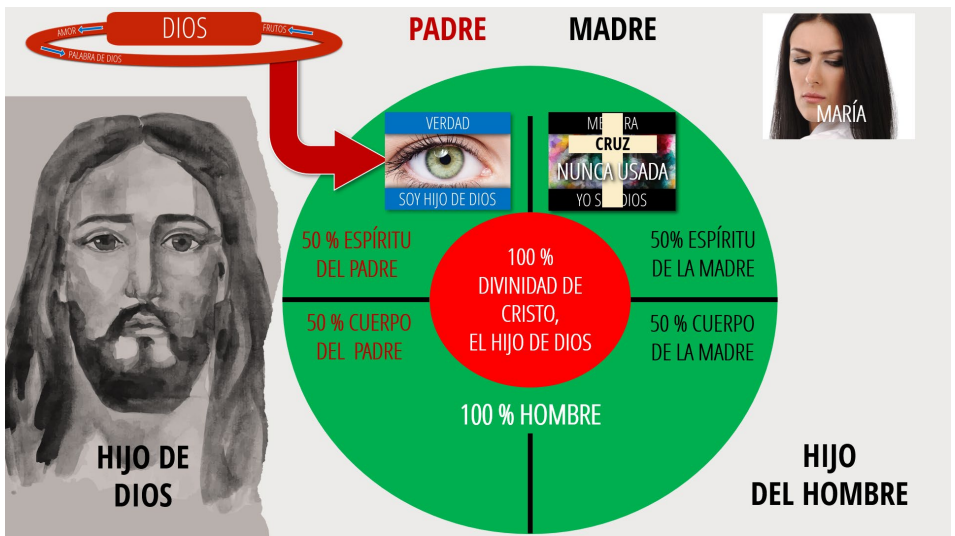 DIOS
AMOR
FRUTOS
PALABRA DE DIOS
PADRE
MADRE
MARÍA
VERDAD
SOY HIJO DE DIOS
CRUZ
NUNCA USADA
50 % ESPÍRITU
DEL PADRE
50% ESPÍRITU
DE LA MADRE
100 %
DIVINIDAD DE
CRISTO,
EL HIJO DE DIOS
50 % CUERPO
DEL PADRE
50 % CUERPO
DE LA MADRE
100 % HOMBRE
HIJO DE
DIOS
HIJO
DEL HOMBRE